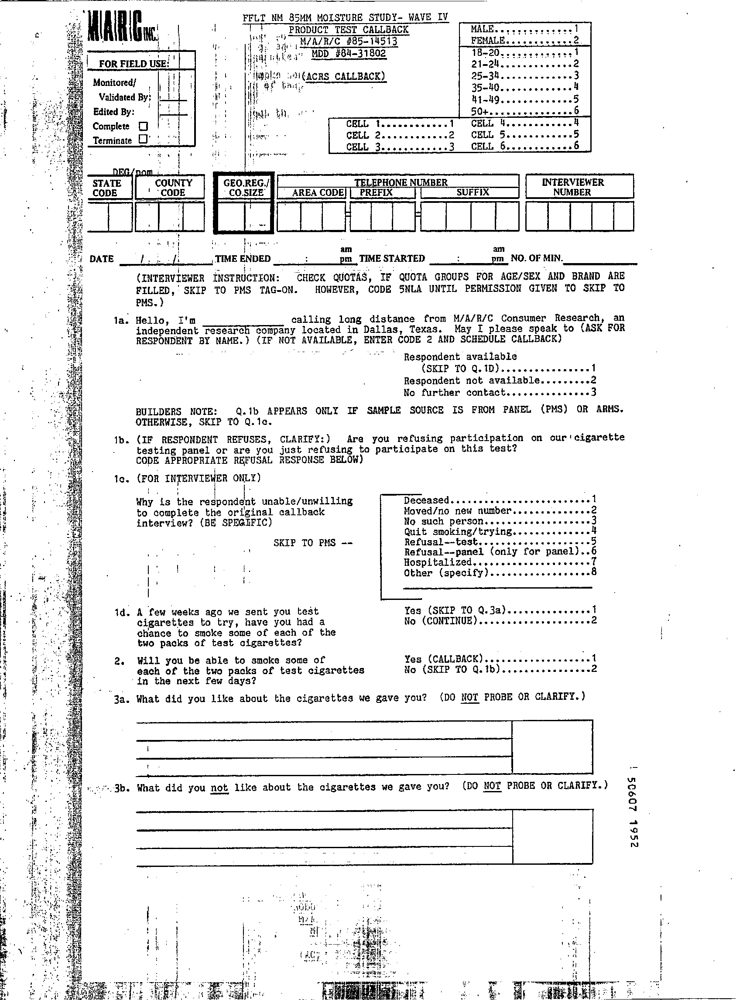 M/A/R/C INC.
FFLT NM 85MM MOISTURE STUDY- WAVE IV
PRODUCT TEST CALLBACK
M/A/R/C #85-14513
MDD #84-31802
(ACRS CALLBACK)
MALE..............1
FEMALE............2
18-20.............1
21-24.............2
25-34.............3
35-40.............4
41-49.............5
50+...............6
CELL 1...........1 CELL 4............4
CELL 2...........2 CELL 5............5
CELL 3...........3 CELL 6............6
FOR FIELD USE:
Monitored/
Validated By:
Edited By:
Complete
Terminate
DEG/nom
STATE CODE
COUNTY CODE
GEO.REG./ CO.SIZE
TELEPHONE NUMBER
AREA CODE PREFIX SUFFIX
INTERVIEWER NUMBER
DATE / / TIME ENDED : am pm TIME STARTED : am pm NO. OF MIN.
(INTERVIEWER INSTRUCTION: CHECK QUOTAS, IF QUOTA GROUPS FOR AGE/SEX AND BRAND ARE
FILLED, SKIP TO PMS TAG-ON. HOWEVER, CODE 5NLA UNTIL PERMISSION GIVEN TO SKIP TO
PMS.)
1a. Hello, I'm ____________ calling long distance from M/A/R/C Consumer Research, an
independent research company located in Dallas, Texas. May I please speak to (ASK FOR
RESPONDENT BY NAME.) (IF NOT AVAILABLE, ENTER CODE 2 AND SCHEDULE CALLBACK)
Respondent available
(SKIP TO Q.1D)................1
Respondent not available.........2
No further contact...............3
BUILDERS NOTE: Q.1b APPEARS ONLY IF SAMPLE SOURCE IS FROM PANEL (PMS) OR ARMS.
OTHERWISE, SKIP TO Q.1c.
1b. (IF RESPONDENT REFUSES, CLARIFY:) Are you refusing participation on our cigarette
testing panel or are you just refusing to participate on this test?
CODE APPROPRIATE REFUSAL RESPONSE BELOW)
1c. (FOR INTERVIEWER ONLY)
Why is the respondent unable/unwilling
to complete the original callback
interview? (BE SPECIFIC)
SKIP TO PMS --
Deceased.........................1
Moved/no new number..............2
No such person...................3
Quit smoking/trying..............4
Refusal--test....................5
Refusal--panel (only for panel)..6
Hospitalized.....................7
Other (specify)..................8
1d. A few weeks ago we sent you test
cigarettes to try, have you had a
chance to smoke some of each of the
two packs of test cigarettes?
Yes (SKIP TO Q.3a)...............1
No (CONTINUE)....................2
2. Will you be able to smoke some of
each of the two packs of test cigarettes
in the next few days?
Yes (CALLBACK)...................1
No (SKIP TO Q.1b)................2
3a. What did you like about the cigarettes we gave you? (DO NOT PROBE OR CLARIFY.)
3b. What did you not like about the cigarettes we gave you? (DO NOT PROBE OR CLARIFY.)
50607 1952